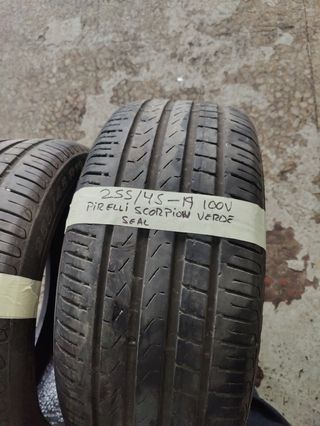 255/45-19 100V
PIRELLI SCORPION VERDE
SEAL